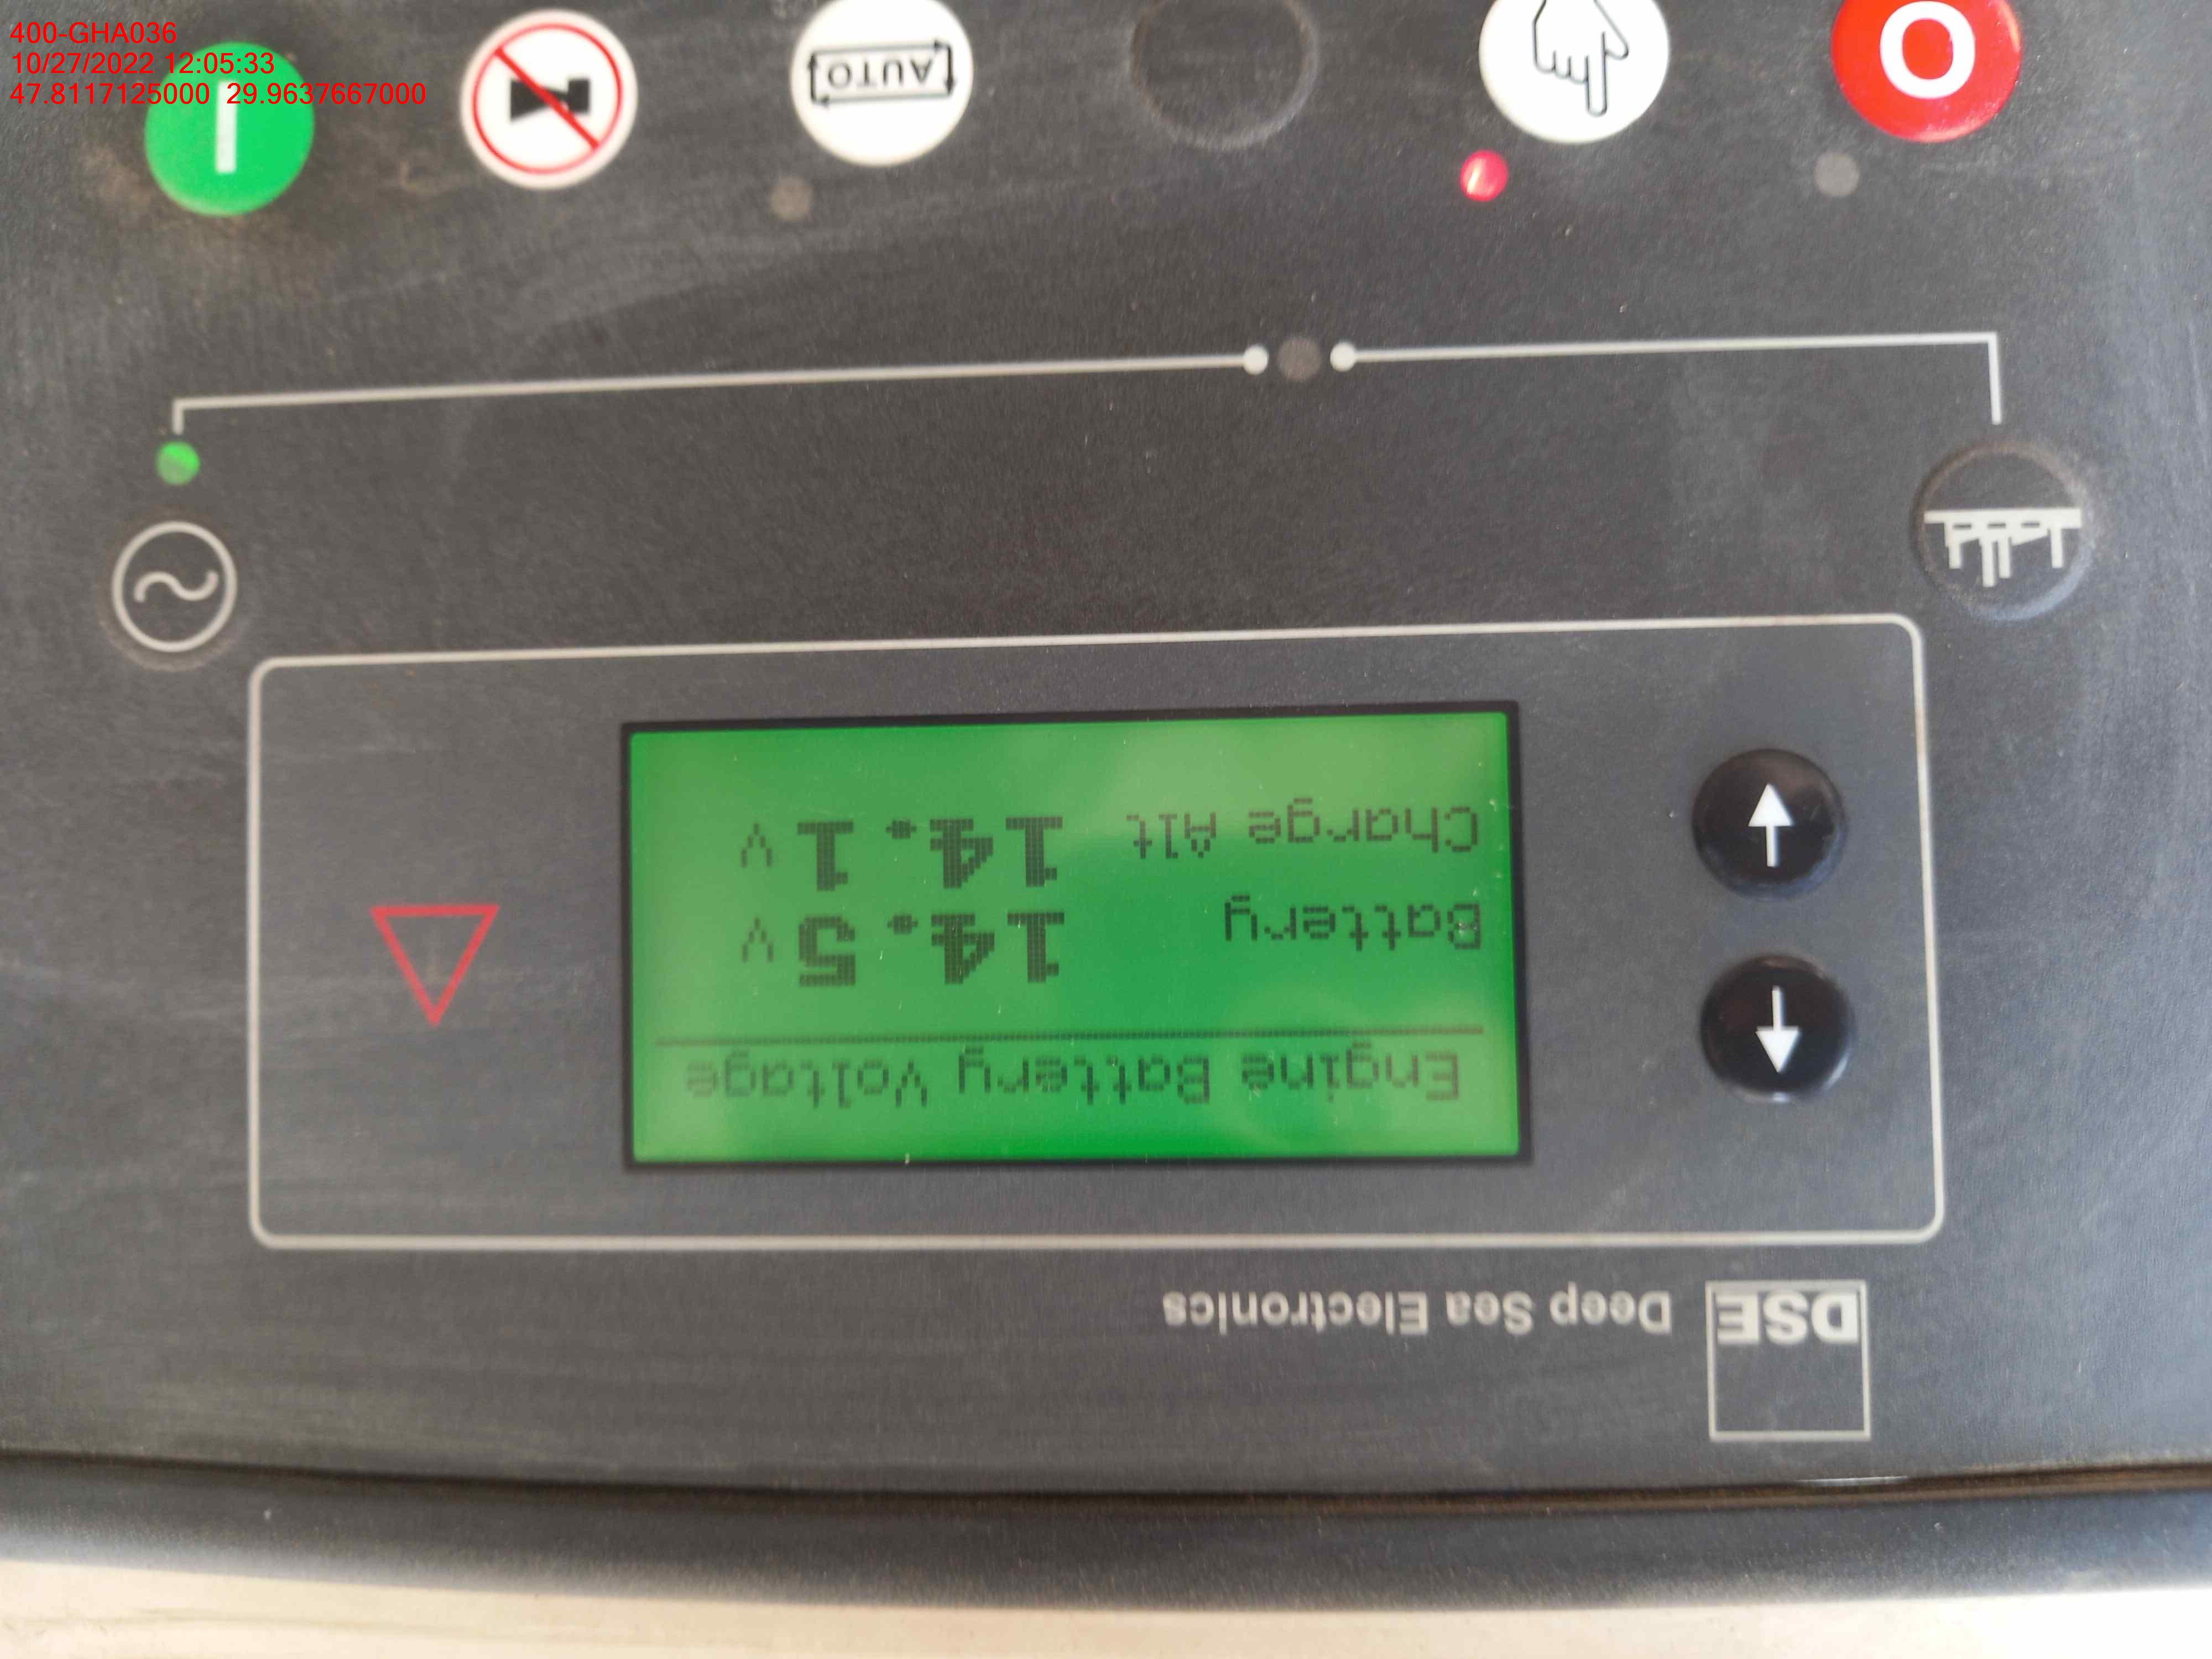 400-GHA036
10/27/2022 12:05:33
47.8117125000 29.9637667000
DSE Deep Sea Electronics
Engine Battery Voltage
Battery 14.5 V
Charge Alt 14.1 V
O
AUTO
I